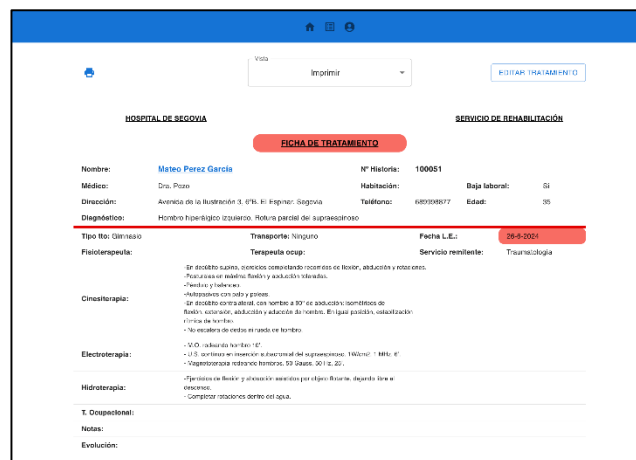 Vista
Imprimir
EDITAR TRATAMIENTO
HOSPITAL DE SEGOVIA
SERVICIO DE REHABILITACIÓN
FICHA DE TRATAMIENTO
Nombre: Mateo Perez Garcia Nº Historia: 100051
Médico: Dra. Pozo Habitación: Baja laboral: Si
Dirección: Avenida de la Ilustración 3, 6ºB. El Espinar. Segovia Teléfono: 689998877 Edad: 35
Diagnóstico: Hombro hiperálgico izquierdo. Rotura parcial del supraespinoso
Tipo tto: Gimnasio Transporte: Ninguno Fecha L.E.: 26-6-2024
Fisioterapeuta: Terapeuta ocup: Servicio remitente: Traumatología
Cinesiterapia:
-En decúbito supino, ejercicios completando recorridos de flexión, abducción y rotaciones.
-Posturas en máxima flexión y abducción toleradas.
-Péndulo y balanceo.
-Autopasivos con palo y poleas.
-En decúbito contralateral, con hombro a 90° de abducción: isométricos de
flexión, extensión, abducción y aducción de hombro. En igual posición, estabilización
rítmica de hombro.
- No escalera de dedos ni rueda de hombro.
Electroterapia:
- M.O. rodeando hombro 10'.
- U.S. continuo en inserción subacromial del supraespinoso. 1W/cm2, 1 MHz, 6'.
- Magnetoterapia rodeando hombros, 50 Gauss, 50 Hz, 25'.
Hidroterapia:
-Ejercicios de flexión y abducción asistidos por objeto flotante, dejando libre el
descenso.
- Completar rotaciones dentro del agua.
T. Ocupacional:
Notas:
Evolución: